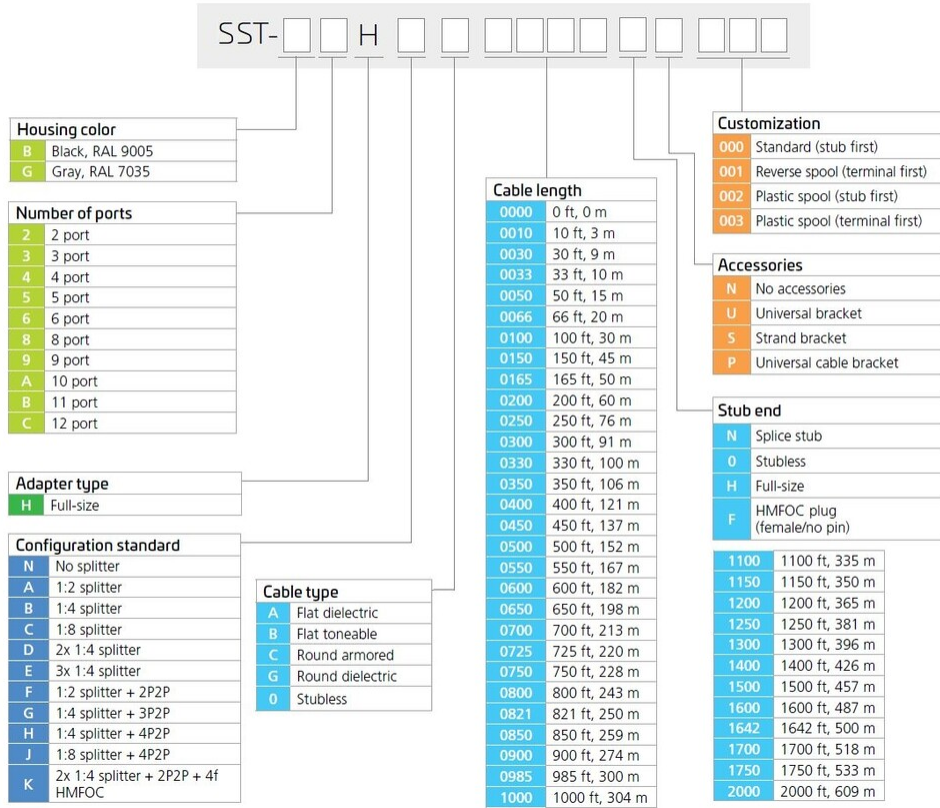 SST- H
Housing color
B Black, RAL 9005
G Gray, RAL 7035
Number of ports
2 2 port
3 3 port
4 4 port
5 5 port
6 6 port
8 8 port
9 9 port
A 10 port
B 11 port
C 12 port
Adapter type
H Full-size
Configuration standard
N No splitter
A 1:2 splitter
B 1:4 splitter
C 1:8 splitter
D 2x 1:4 splitter
E 3x 1:4 splitter
F 1:2 splitter + 2P2P
G 1:4 splitter + 3P2P
H 1:4 splitter + 4P2P
J 1:8 splitter + 4P2P
K 2x 1:4 splitter + 2P2P + 4f
HMFOC
Cable type
A Flat dielectric
B Flat toneable
C Round armored
G Round dielectric
0 Stubless
Cable length
0000 0 ft, 0 m
0010 10 ft, 3 m
0030 30 ft, 9 m
0033 33 ft, 10 m
0050 50 ft, 15 m
0066 66 ft, 20 m
0100 100 ft, 30 m
0150 150 ft, 45 m
0165 165 ft, 50 m
0200 200 ft, 60 m
0250 250 ft, 76 m
0300 300 ft, 91 m
0330 330 ft, 100 m
0350 350 ft, 106 m
0400 400 ft, 121 m
0450 450 ft, 137 m
0500 500 ft, 152 m
0550 550 ft, 167 m
0600 600 ft, 182 m
0650 650 ft, 198 m
0700 700 ft, 213 m
0725 725 ft, 220 m
0750 750 ft, 228 m
0800 800 ft, 243 m
0821 821 ft, 250 m
0850 850 ft, 259 m
0900 900 ft, 274 m
0985 985 ft, 300 m
1000 1000 ft, 304 m
Customization
000 Standard (stub first)
001 Reverse spool (terminal first)
002 Plastic spool (stub first)
003 Plastic spool (terminal first)
Accessories
N No accessories
U Universal bracket
S Strand bracket
P Universal cable bracket
Stub end
N Splice stub
0 Stubless
H Full-size
F HMFOC plug
(female/no pin)
1100 1100 ft, 335 m
1150 1150 ft, 350 m
1200 1200 ft, 365 m
1250 1250 ft, 381 m
1300 1300 ft, 396 m
1400 1400 ft, 426 m
1500 1500 ft, 457 m
1600 1600 ft, 487 m
1642 1642 ft, 500 m
1700 1700 ft, 518 m
1750 1750 ft, 533 m
2000 2000 ft, 609 m